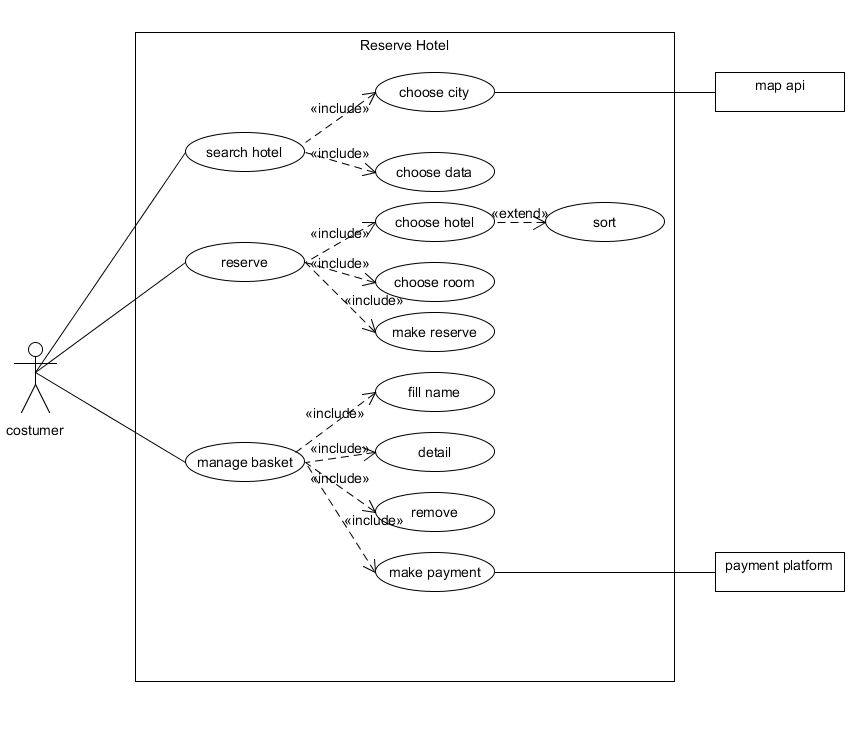 Reserve Hotel
choose city
map api
«include»
search hotel
«include»
choose data
«extend»
choose hotel
sort
«include»
reserve
«include»
choose room
«include»
make reserve
fill name
«include»
costumer
«include»
detail
manage basket
«include»
remove
«include»
make payment
payment platform